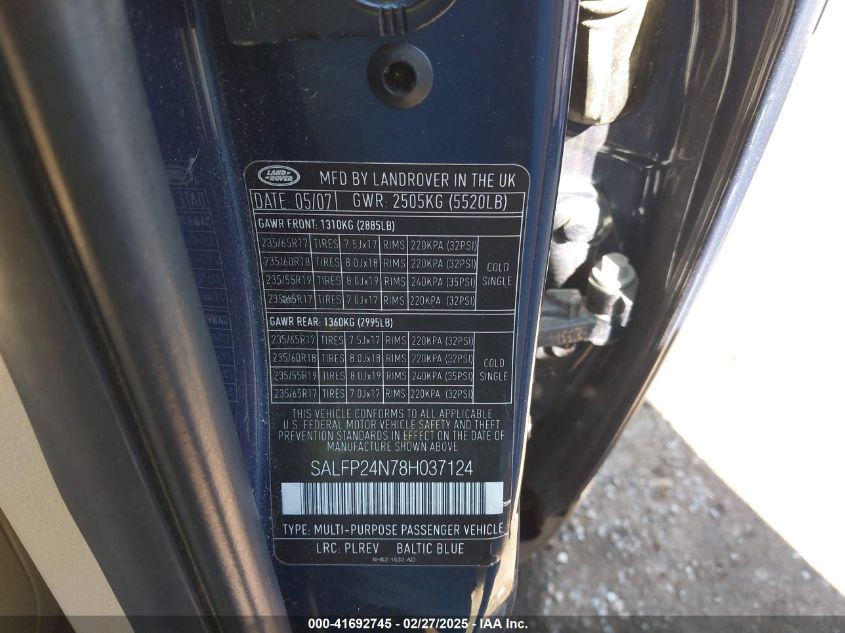 LAND ROVER MFD BY LANDROVER IN THE UK
DATE: 05/07 GWR: 2505KG (5520LB)
GAWR FRONT: 1310KG (2885LB)
235/65R17 TIRES 7.5Jx17 RIMS 220KPA (32PSI)
235/60R18 TIRES 8.0Jx18 RIMS 220KPA (32PSI)
235/55R19 TIRES 8.0Jx19 RIMS 240KPA (35PSI)
235/65R17 TIRES 7.0Jx17 RIMS 220KPA (32PSI)
COLD
SINGLE
GAWR REAR: 1360KG (2995LB)
235/65R17 TIRES 7.5Jx17 RIMS 220KPA (32PSI)
235/60R18 TIRES 8.0Jx18 RIMS 220KPA (32PSI)
235/55R19 TIRES 8.0Jx19 RIMS 240KPA (35PSI)
235/65R17 TIRES 7.0Jx17 RIMS 220KPA (32PSI)
COLD
SINGLE
THIS VEHICLE CONFORMS TO ALL APPLICABLE
U.S. FEDERAL MOTOR VEHICLE SAFETY AND THEFT
PREVENTION STANDARDS IN EFFECT ON THE DATE OF
MANUFACTURE SHOWN ABOVE.
SALFP24N78H037124
TYPE: MULTI-PURPOSE PASSENGER VEHICLE
LRC: PLREV BALTIC BLUE
6H52-1532-AD
000-41692745 - 02/27/2025 - IAA Inc.